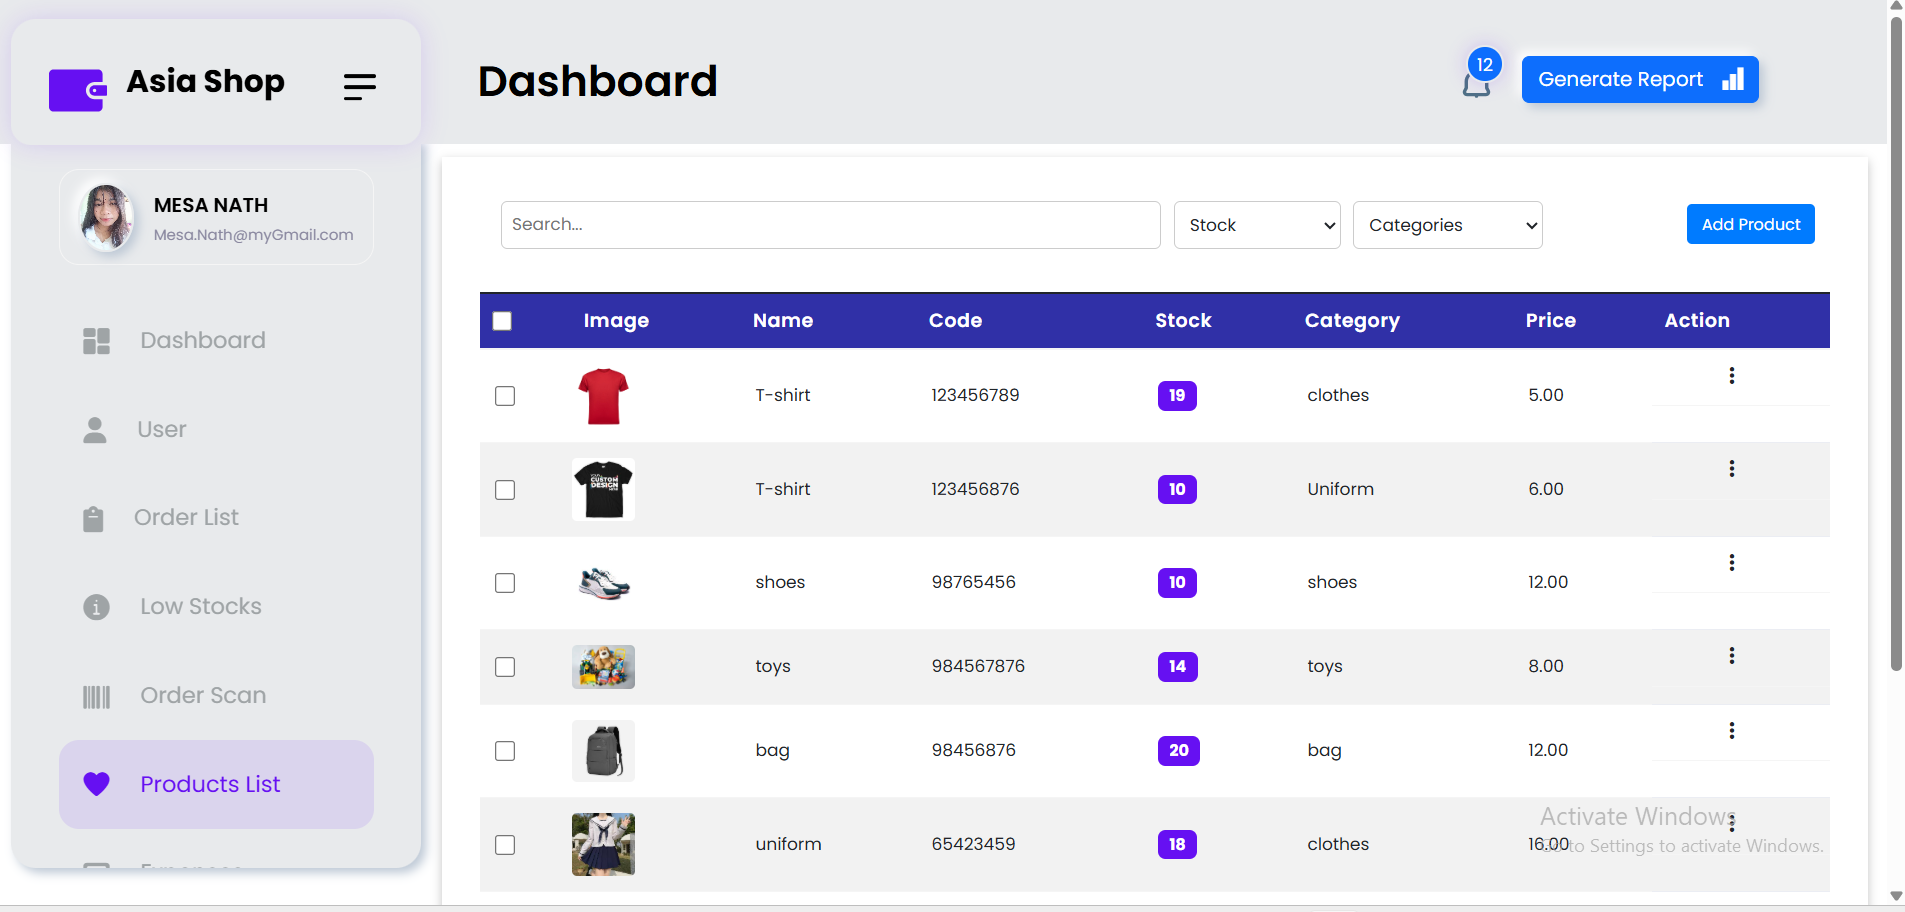 Asia Shop
Dashboard
12
Generate Report
MESA NATH
Mesa.Nath@myGmail.com
Dashboard
User
Order List
Low Stocks
Order Scan
Products List
Search...
Stock
Categories
Add Product
Image Name Code Stock Category Price Action
T-shirt 123456789 19 clothes 5.00
CUSTOM
DESIGN
T-shirt 123456876 10 Uniform 6.00
shoes 98765456 10 shoes 12.00
toys 984567876 14 toys 8.00
bag 98456876 20 bag 12.00
uniform 65423459 18 clothes 16.00
Activate Windows
Go to Settings to activate Windows.